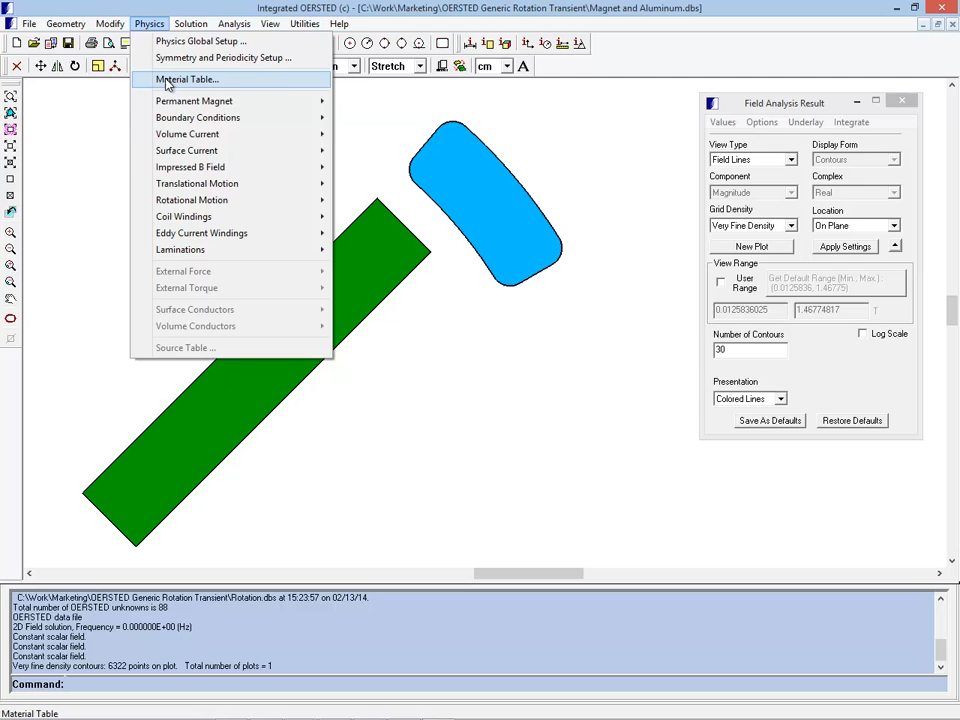 Integrated OERSTED (c) - [C:\Work\Marketing\OERSTED Generic Rotation Transient\Magnet and Aluminum.dbs]
File Geometry Modify Physics Solution Analysis View Utilities Help
Stretch cm A
Physics Global Setup ...
Symmetry and Periodicity Setup ...
Material Table...
Permanent Magnet
Boundary Conditions
Volume Current
Surface Current
Impressed B Field
Translational Motion
Rotational Motion
Coil Windings
Eddy Current Windings
Laminations
External Force
External Torque
Surface Conductors
Volume Conductors
Source Table ...
Field Analysis Result
Values Options Underlay Integrate
View Type Display Form
Field Lines Contours
Component Complex
Magnitude Real
Grid Density Location
Very Fine Density On Plane
New Plot Apply Settings
View Range
User Range
Get Default Range (Min., Max.)
(0.0125836, 1.46775)
0.0125836025 1.46774817
Number of Contours Log Scale
30
Presentation
Colored Lines
Save As Defaults Restore Defaults
C:\Work\Marketing\OERSTED Generic Rotation Transient\Rotation.dbs at 15:23:57 on 02/13/14.
Total number of OERSTED unknowns is 88
OERSTED data file
2D Field solution, Frequency = 0.000000E+00 (Hz)
Constant scalar field.
Constant scalar field.
Constant scalar field.
Very fine density contours: 6322 points on plot. Total number of plots = 1
Command:
Material Table